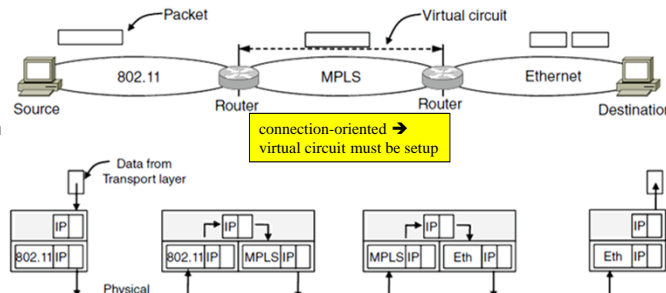 Packet
Virtual circuit
802.11
MPLS
Ethernet
Source
Router
Router
Destination
connection-oriented ➔
virtual circuit must be setup
Data from
Transport layer
IP
IP
IP
IP
802.11 IP
802.11 IP
MPLS IP
MPLS IP
Eth IP
Eth IP
Physical